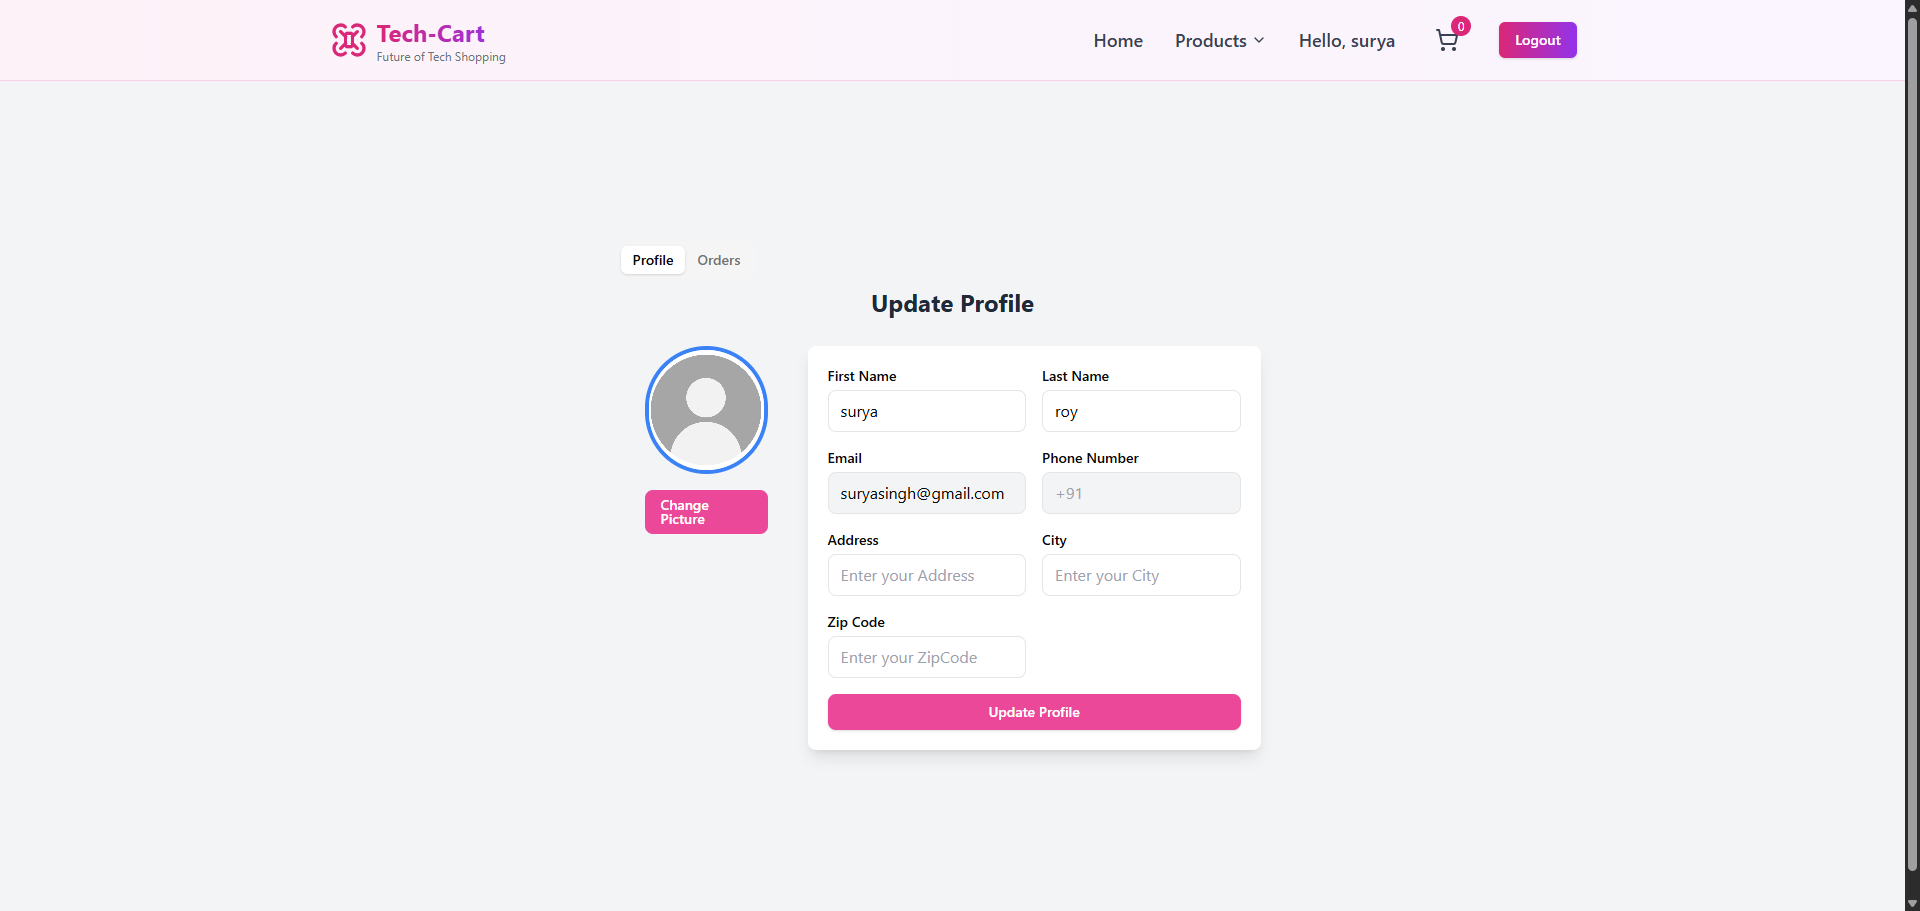 Tech-Cart
Future of Tech Shopping
Home
Products
Hello, surya
0
Logout
Profile
Orders
Update Profile
Change
Picture
First Name
Last Name
surya
roy
Email
Phone Number
suryasingh@gmail.com
+91
Address
City
Enter your Address
Enter your City
Zip Code
Enter your ZipCode
Update Profile